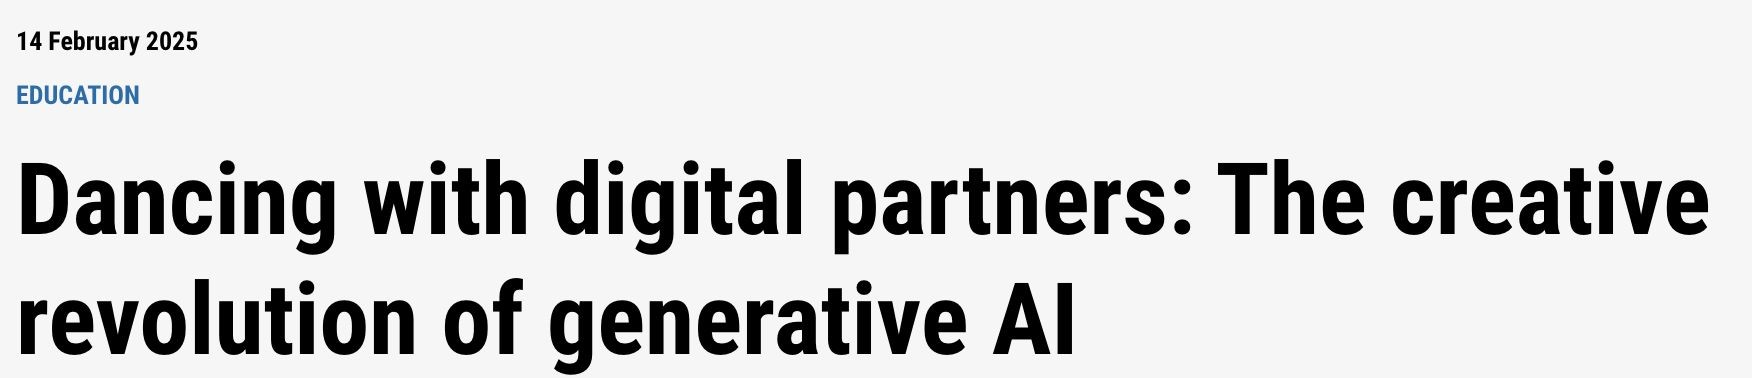 14 February 2025
EDUCATION
Dancing with digital partners: The creative
revolution of generative AI